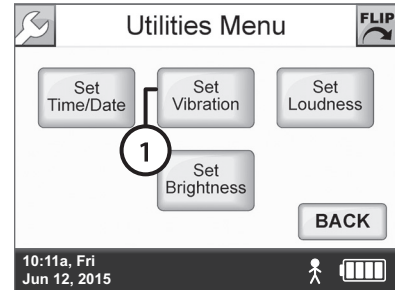 Utilities Menu
FLIP
Set
Time/Date
Set
Vibration
Set
Loudness
1
Set
Brightness
BACK
10:11a, Fri
Jun 12, 2015